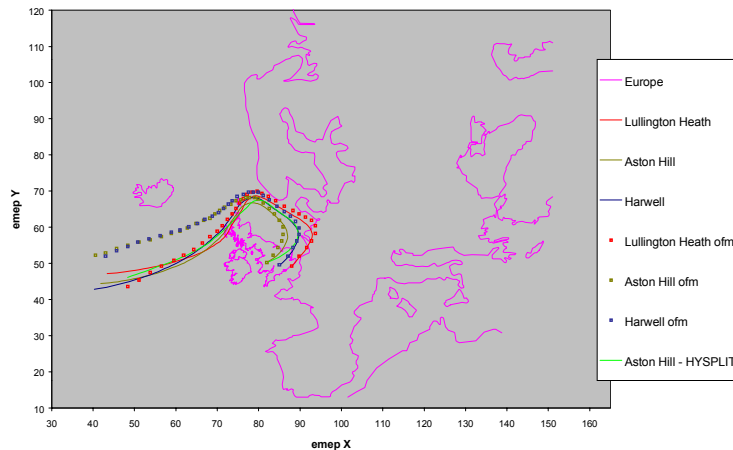 120
110
100
90
80
70
60
50
40
30
20
10
emep Y
30 40 50 60 70 80 90 100 110 120 130 140 150 160
emep X
Europe
Lullington Heath
Aston Hill
Harwell
Lullington Heath ofm
Aston Hill ofm
Harwell ofm
Aston Hill - HYSPLIT